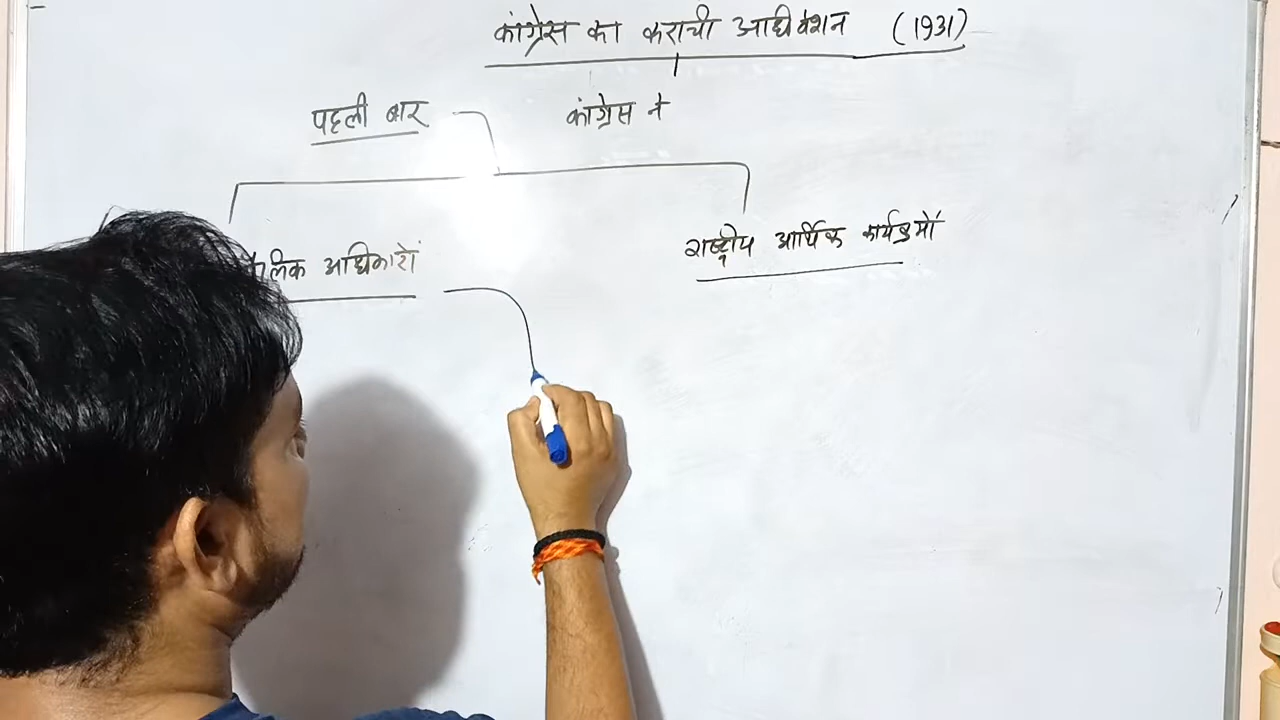 कांग्रेस का कराची अधिवेशन (1931)
पहली बार कांग्रेस ने
लिक अधिकारों राष्ट्रीय आर्थिक कार्यक्रमों